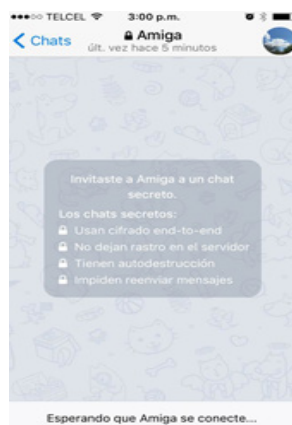 TELCEL 3:00 p.m.
Chats Amiga
últ. vez hace 5 minutos
Invitaste a Amiga a un chat
secreto.
Los chats secretos:
Usan cifrado end-to-end
No dejan rastro en el servidor
Tienen autodestrucción
Impiden reenviar mensajes
Esperando que Amiga se conecte...